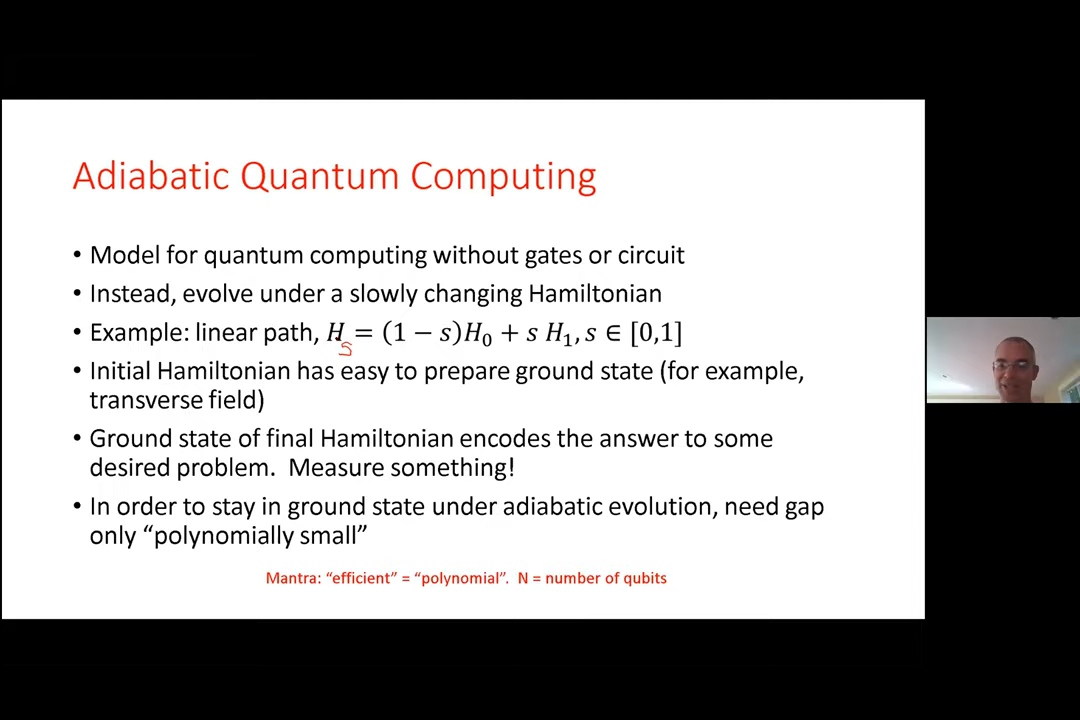 Adiabatic Quantum Computing
• Model for quantum computing without gates or circuit
• Instead, evolve under a slowly changing Hamiltonian
• Example: linear path, Hₛ = (1 − s)H₀ + s H₁, s ∈ [0,1]
• Initial Hamiltonian has easy to prepare ground state (for example,
transverse field)
• Ground state of final Hamiltonian encodes the answer to some
desired problem.  Measure something!
• In order to stay in ground state under adiabatic evolution, need gap
only “polynomially small”
Mantra: “efficient” = “polynomial”.  N = number of qubits